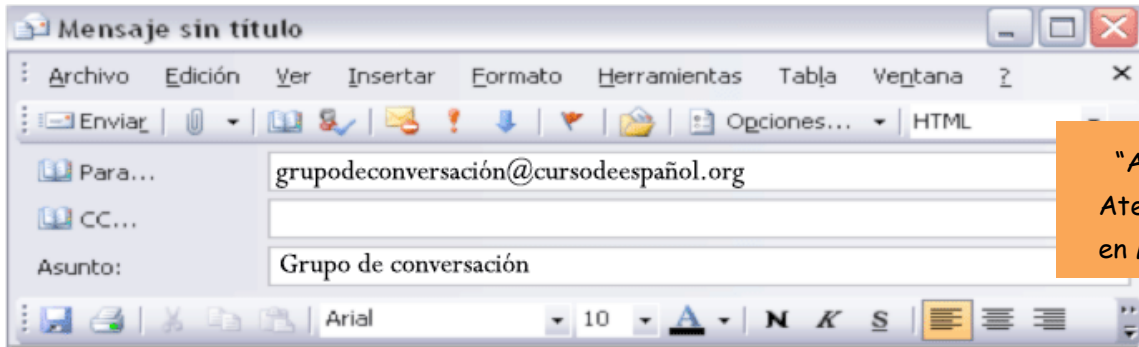 Mensaje sin título
Archivo Edición Ver Insertar Formato Herramientas Tabla Ventana ?
Enviar Opciones... HTML
Para... grupodeconversación@cursodeespañol.org
CC...
Asunto: Grupo de conversación
Arial 10 A N K S
en